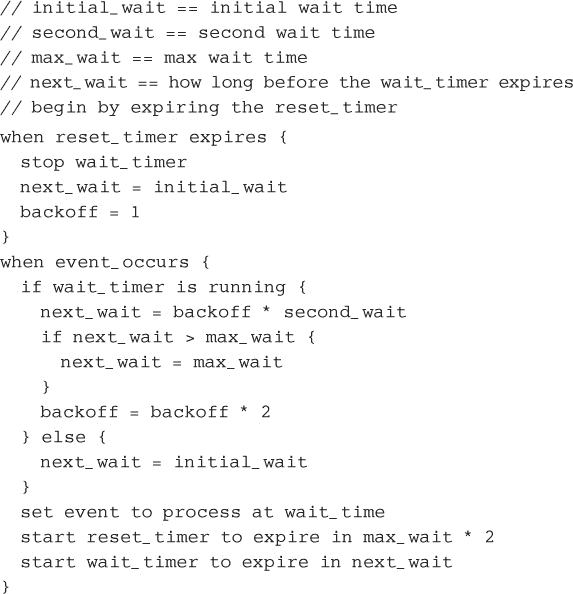 // initial_wait == initial wait time
// second_wait == second wait time
// max_wait == max wait time
// next_wait == how long before the wait_timer expires
// begin by expiring the reset_timer
when reset_timer expires {
  stop wait_timer
  next_wait = initial_wait
  backoff = 1
}
when event_occurs {
  if wait_timer is running {
    next_wait = backoff * second_wait
    if next_wait > max_wait {
      next_wait = max_wait
    }
    backoff = backoff * 2
  } else {
    next_wait = initial_wait
  }
  set event to process at wait_time
  start reset_timer to expire in max_wait * 2
  start wait_timer to expire in next_wait
}